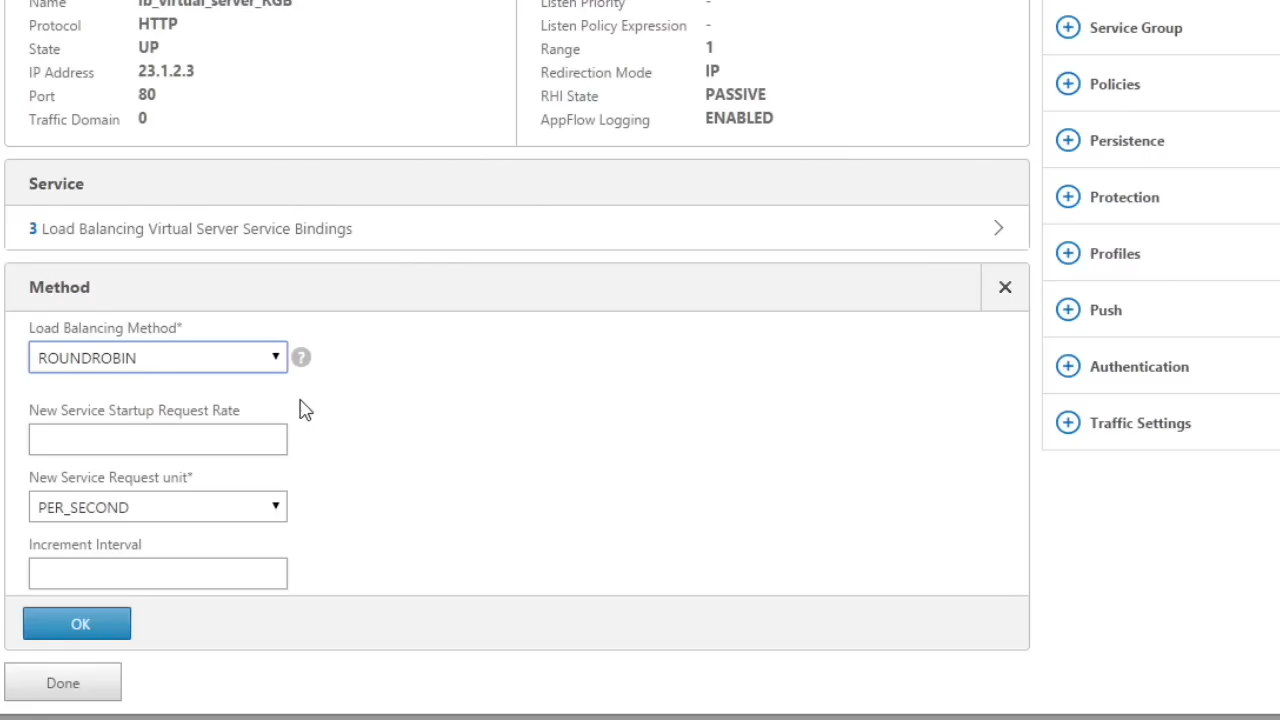 Name lb_virtual_server_RGB
Protocol HTTP
State UP
IP Address 23.1.2.3
Port 80
Traffic Domain 0
Listen Priority -
Listen Policy Expression -
Range 1
Redirection Mode IP
RHI State PASSIVE
AppFlow Logging ENABLED
Service
3 Load Balancing Virtual Server Service Bindings
Method
Load Balancing Method*
ROUNDROBIN
?
New Service Startup Request Rate
New Service Request unit*
PER_SECOND
Increment Interval
OK
Done
Service Group
Policies
Persistence
Protection
Profiles
Push
Authentication
Traffic Settings